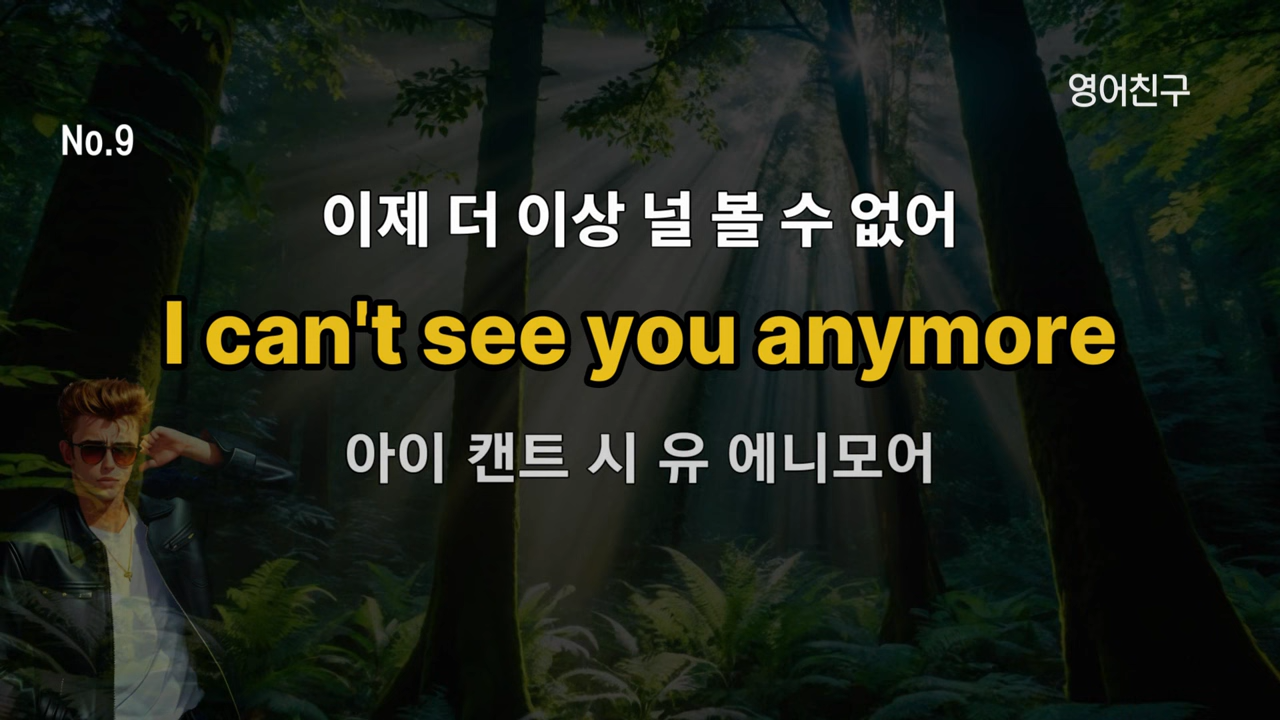 영어친구
No.9
이제 더 이상 널 볼 수 없어
I can't see you anymore
아이 캔트 시 유 에니모어